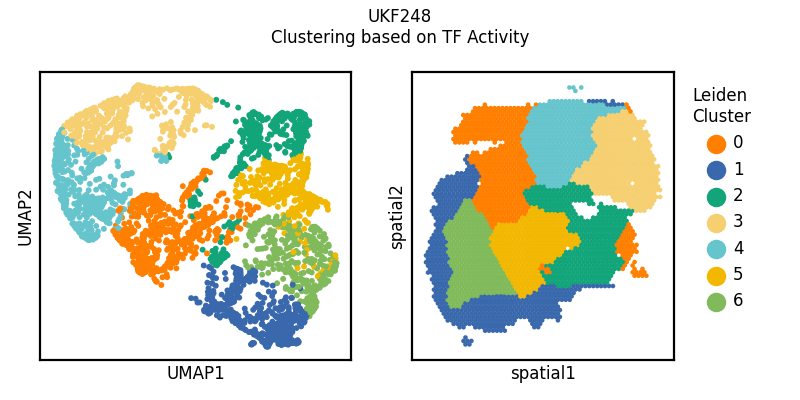 UKF248
Clustering based on TF Activity
UMAP2
UMAP1
spatial2
spatial1
Leiden
Cluster
0
1
2
3
4
5
6